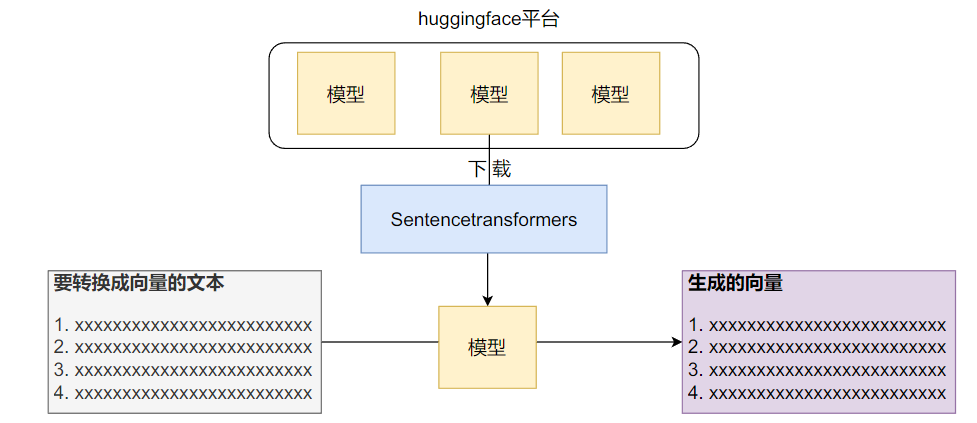 huggingface平台
模型
模型
模型
下载
Sentencetransformers
要转换成向量的文本
1. xxxxxxxxxxxxxxxxxxxxxxxxx
2. xxxxxxxxxxxxxxxxxxxxxxxxx
3. xxxxxxxxxxxxxxxxxxxxxxxxx
4. xxxxxxxxxxxxxxxxxxxxxxxxx
模型
生成的向量
1. xxxxxxxxxxxxxxxxxxxxxxxxx
2. xxxxxxxxxxxxxxxxxxxxxxxxx
3. xxxxxxxxxxxxxxxxxxxxxxxxx
4. xxxxxxxxxxxxxxxxxxxxxxxxx